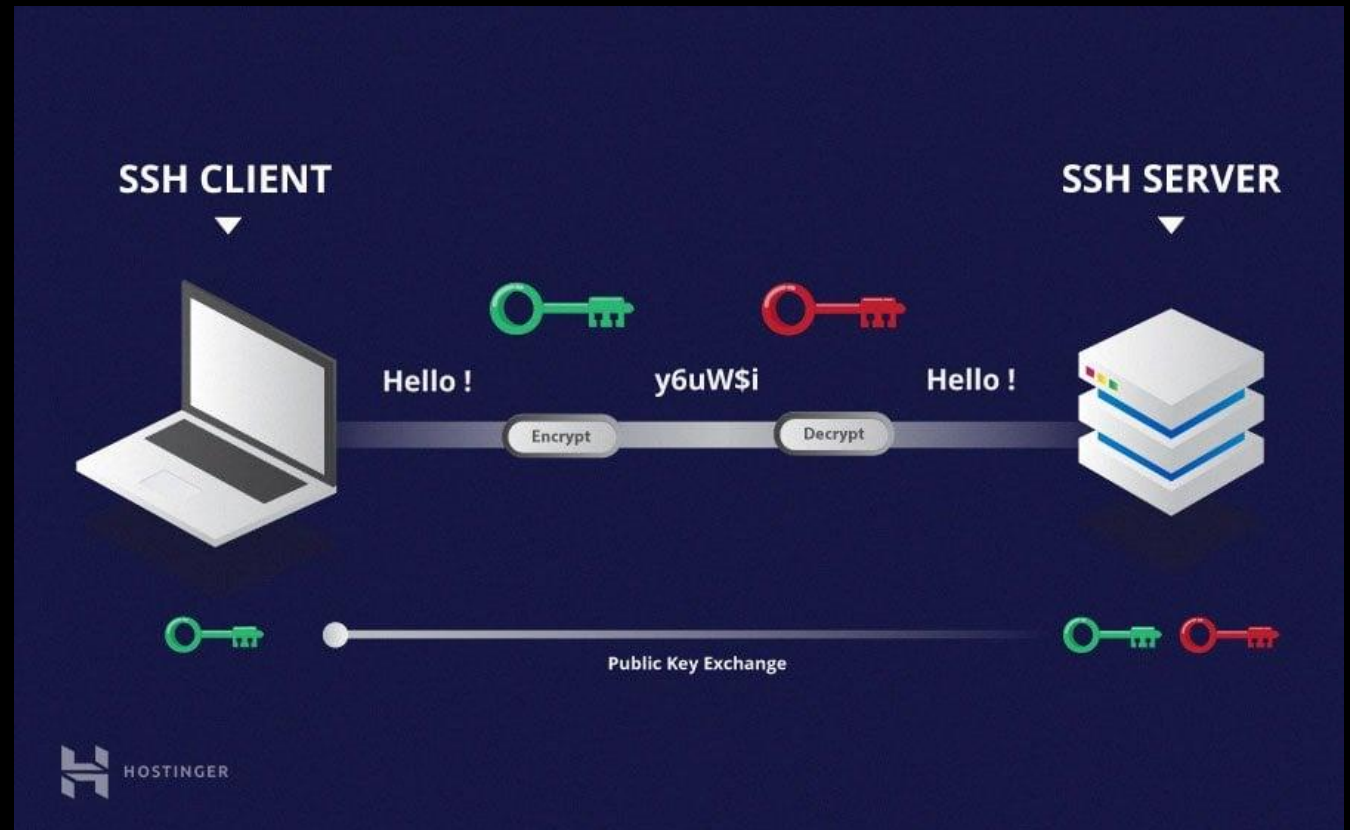 SSH CLIENT
SSH SERVER
Hello !
y6uW$i
Hello !
Encrypt
Decrypt
Public Key Exchange
HOSTINGER